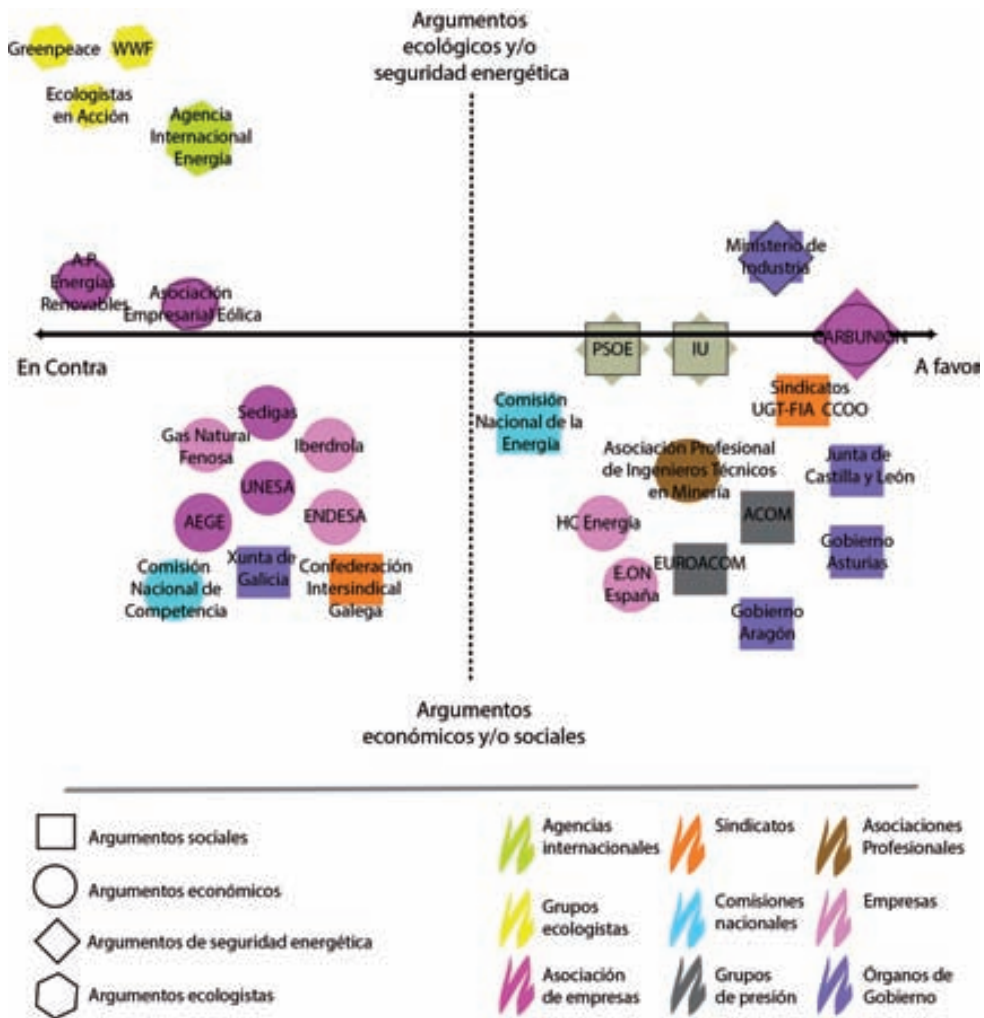 Argumentos
ecológicos y/o
seguridad energética
Greenpeace
WWF
Ecologistas
en Acción
Agencia
Internacional
Energía
A.P.
Energías
Renovables
Asociación
Empresarial Eólica
Ministerio de
Industria
PSOE
IU
CARBUNION
En Contra
A favor
Sedigas
Gas Natural
Fenosa
Iberdrola
UNESA
AEGE
ENDESA
Comisión
Nacional de
Competencia
Xunta de
Galicia
Confederación
Intersindical
Galega
Comisión
Nacional de la
Energía
Sindicatos
UGT-FIA CCOO
Asociación Profesional
de Ingenieros Técnicos
en Minería
Junta de
Castilla y León
HC Energía
ACOM
Gobierno
Asturias
E.ON
España
EUROACOM
Gobierno
Aragón
Argumentos
económicos y/o sociales
Argumentos sociales
Argumentos económicos
Argumentos de seguridad energética
Argumentos ecologistas
Agencias
internacionales
Sindicatos
Asociaciones
Profesionales
Grupos
ecologistas
Comisiones
nacionales
Empresas
Asociación
de empresas
Grupos
de presión
Órganos de
Gobierno